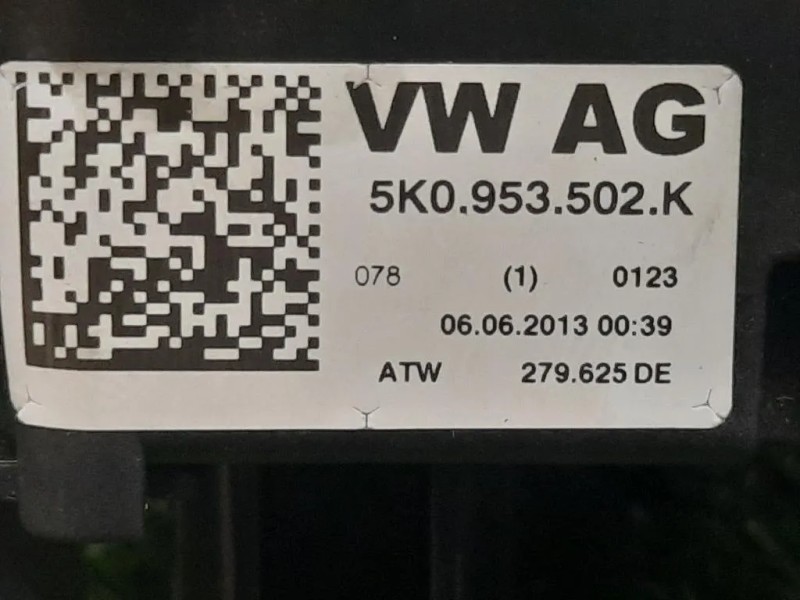 VW AG
5K0.953.502.K
078 (1) 0123
06.06.2013 00:39
ATW 279.625 DE